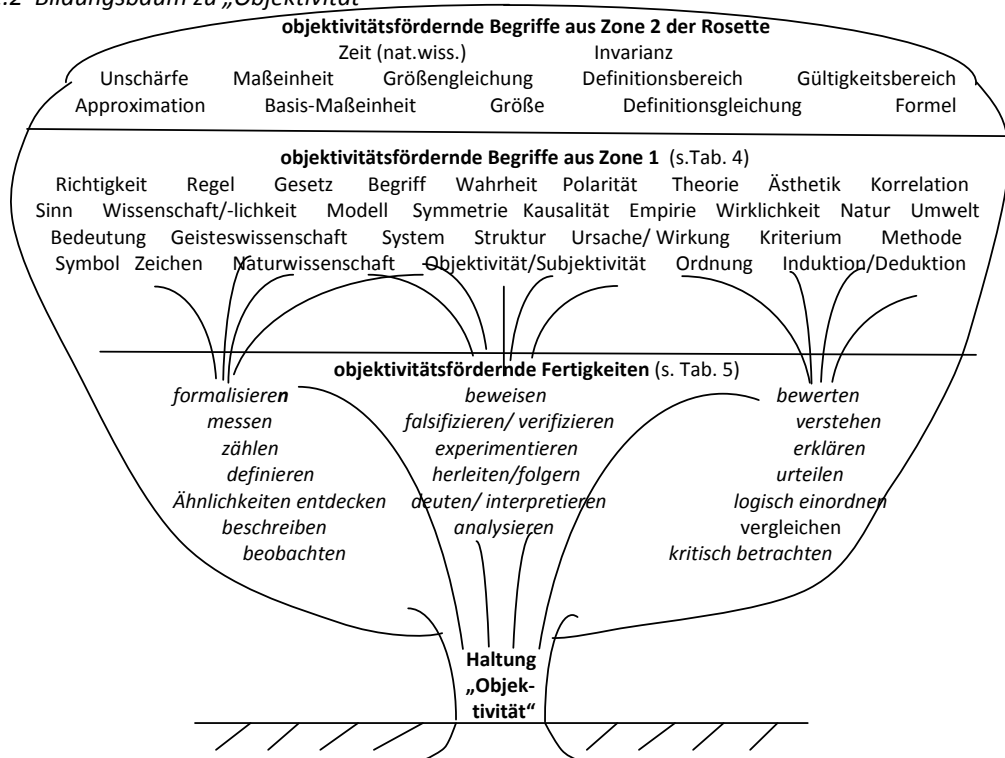 .2 Bildungsbaum zu „Objektivität“
objektivitätsfördernde Begriffe aus Zone 2 der Rosette
Zeit (nat.wiss.) Invarianz
Unschärfe Maßeinheit Größengleichung Definitionsbereich Gültigkeitsbereich
Approximation Basis-Maßeinheit Größe Definitionsgleichung Formel
objektivitätsfördernde Begriffe aus Zone 1 (s.Tab. 4)
Richtigkeit Regel Gesetz Begriff Wahrheit Polarität Theorie Ästhetik Korrelation
Sinn Wissenschaft/-lichkeit Modell Symmetrie Kausalität Empirie Wirklichkeit Natur Umwelt
Bedeutung Geisteswissenschaft System Struktur Ursache/ Wirkung Kriterium Methode
Symbol Zeichen Naturwissenschaft Objektivität/Subjektivität Ordnung Induktion/Deduktion
objektivitätsfördernde Fertigkeiten (s. Tab. 5)
formalisieren beweisen bewerten
messen falsifizieren/ verifizieren verstehen
zählen experimentieren erklären
definieren herleiten/folgern urteilen
Ähnlichkeiten entdecken deuten/ interpretieren logisch einordnen
beschreiben analysieren vergleichen
beobachten kritisch betrachten
Haltung
„Objek-
tivität“